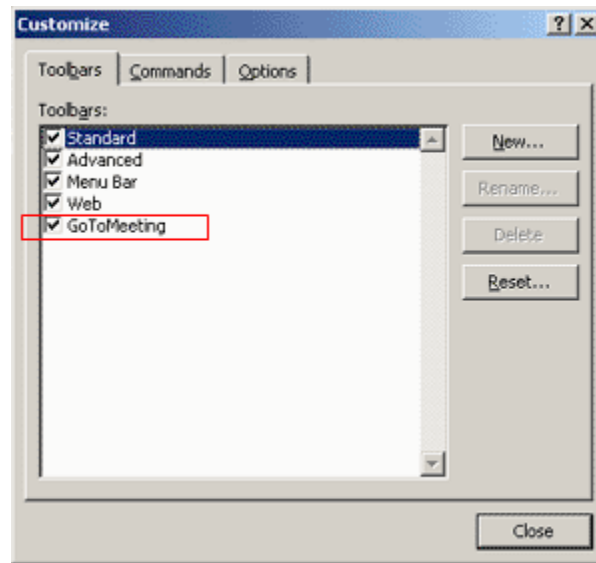 Customize
Toolbars Commands Options
Toolbars:
Standard
Advanced
Menu Bar
Web
GoToMeeting
New...
Rename...
Delete
Reset...
Close